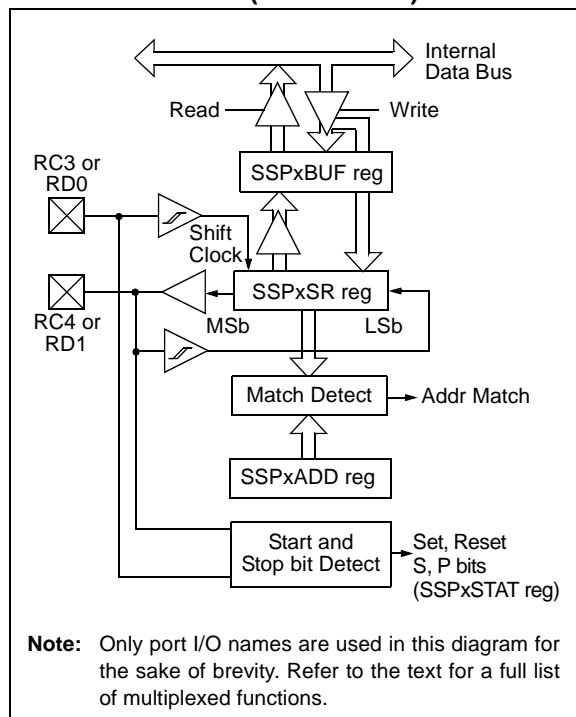 Internal
Data Bus
Read
Write
RC3 or
RD0
SSPxBUF reg
Shift
Clock
SSPxSR reg
MSb
LSb
RC4 or
RD1
Match Detect
Addr Match
SSPxADD reg
Start and
Stop bit Detect
Set, Reset
S, P bits
(SSPxSTAT reg)
Note: Only port I/O names are used in this diagram for
the sake of brevity. Refer to the text for a full list
of multiplexed functions.